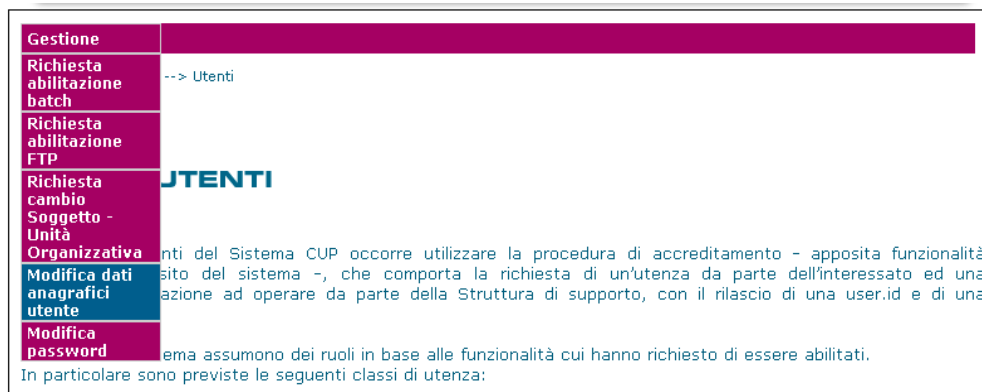 Gestione
Richiesta
abilitazione
batch
--> Utenti
Richiesta
abilitazione
FTP
Richiesta
cambio
Soggetto -
Unità
Organizzativa
UTENTI
nti del Sistema CUP occorre utilizzare la procedura di accreditamento – apposita funzionalità
Modifica dati
anagrafici
utente
sito del sistema –, che comporta la richiesta di un'utenza da parte dell'interessato ed una
azione ad operare da parte della Struttura di supporto, con il rilascio di una user.id e di una
Modifica
password
ema assumono dei ruoli in base alle funzionalità cui hanno richiesto di essere abilitati.
In particolare sono previste le seguenti classi di utenza: